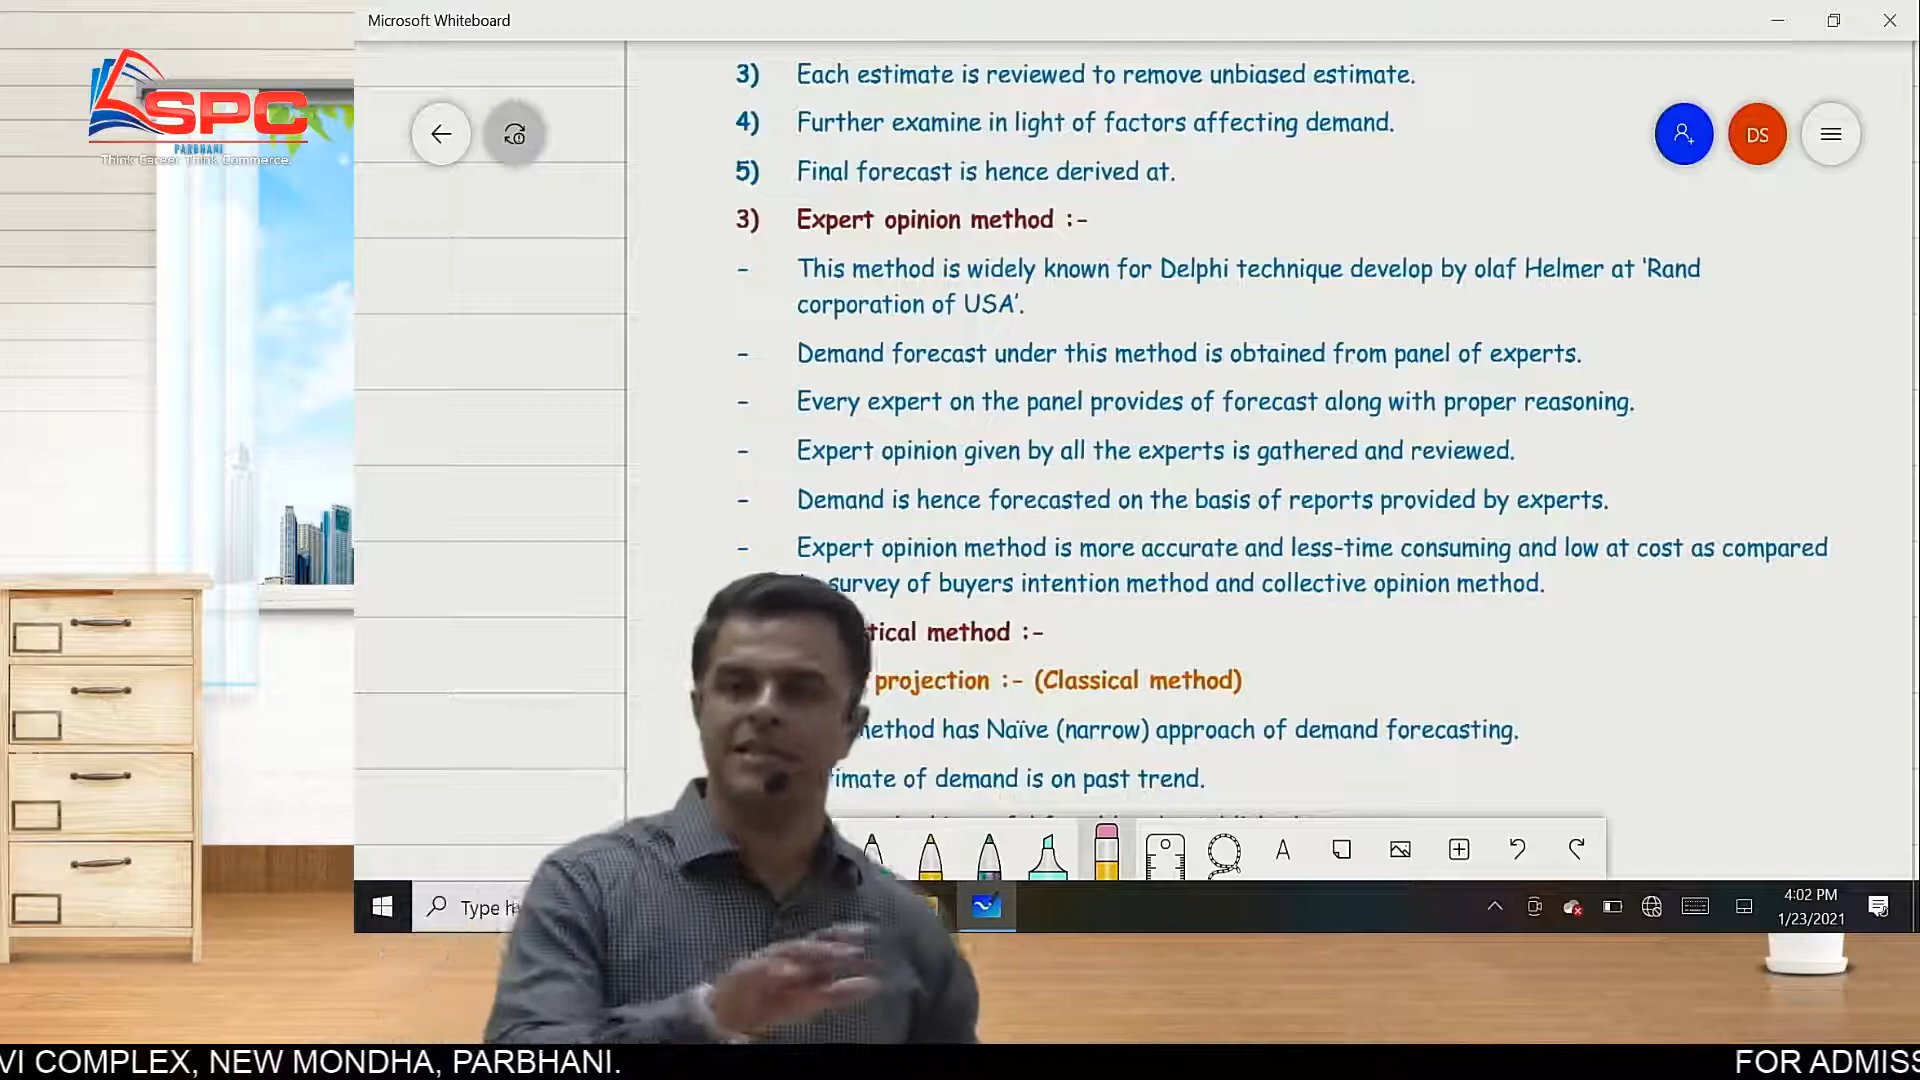 Microsoft Whiteboard
SPC
PARBHANI
Think Career Think Commerce.
3) Each estimate is reviewed to remove unbiased estimate.
4) Further examine in light of factors affecting demand.
DS
5) Final forecast is hence derived at.
3) Expert opinion method :-
- This method is widely known for Delphi technique develop by olaf Helmer at ‘Rand
corporation of USA’.
- Demand forecast under this method is obtained from panel of experts.
- Every expert on the panel provides of forecast along with proper reasoning.
- Expert opinion given by all the experts is gathered and reviewed.
- Demand is hence forecasted on the basis of reports provided by experts.
- Expert opinion method is more accurate and less-time consuming and low at cost as compared
survey of buyers intention method and collective opinion method.
tical method :-
projection :- (Classical method)
method has Naïve (narrow) approach of demand forecasting.
timate of demand is on past trend.
Type h
4:02 PM
1/23/2021
VI COMPLEX, NEW MONDHA, PARBHANI.
FOR ADMISS